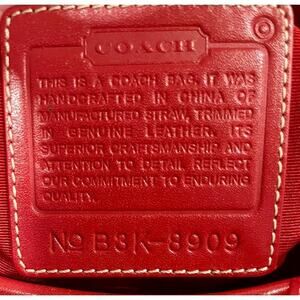 COACH
©
THIS IS A COACH BAG. IT WAS
HANDCRAFTED IN CHINA OF
MANUFACTURED STRAW, TRIMMED
IN GENUINE LEATHER. ITS
SUPERIOR CRAFTSMANSHIP AND
ATTENTION TO DETAIL REFLECT
OUR COMMITMENT TO ENDURING
QUALITY.
No B3K-8909